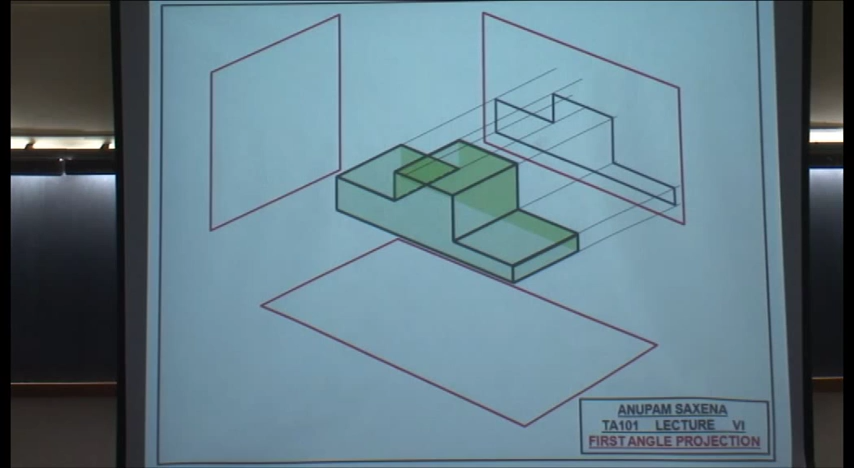 ANUPAM SAXENA
TA101 LECTURE VI
FIRST ANGLE PROJECTION